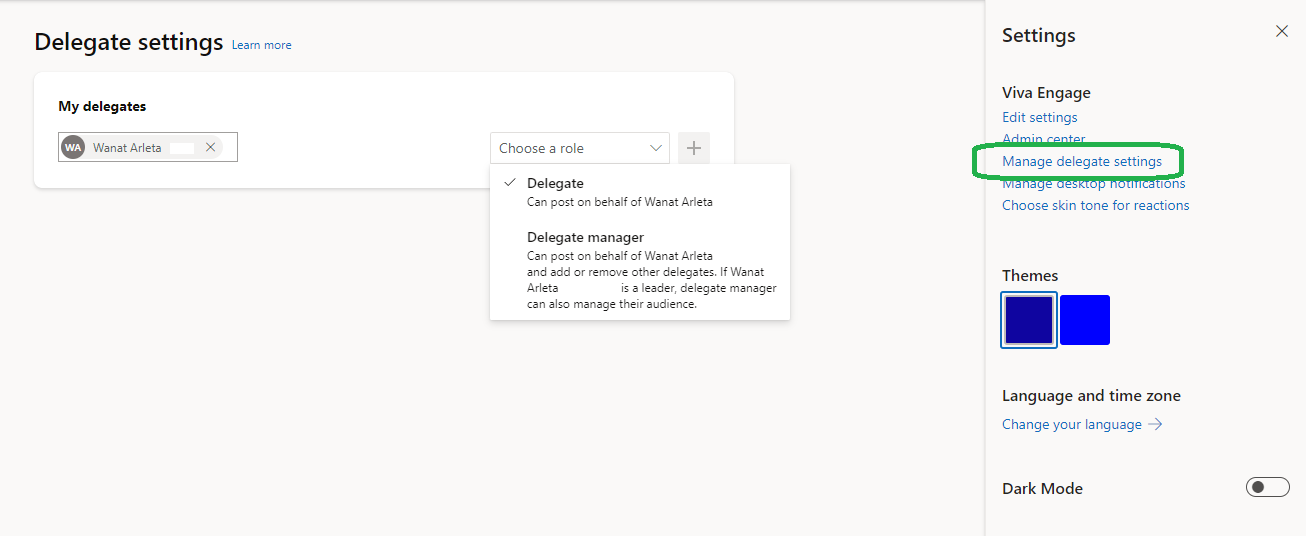 Delegate settings Learn more
My delegates
WA Wanat Arleta
Choose a role
Delegate
Can post on behalf of Wanat Arleta
Delegate manager
Can post on behalf of Wanat Arleta
and add or remove other delegates. If Wanat
Arleta is a leader, delegate manager
can also manage their audience.
Settings
Viva Engage
Edit settings
Admin center
Manage delegate settings
Manage desktop notifications
Choose skin tone for reactions
Themes
Language and time zone
Change your language
Dark Mode